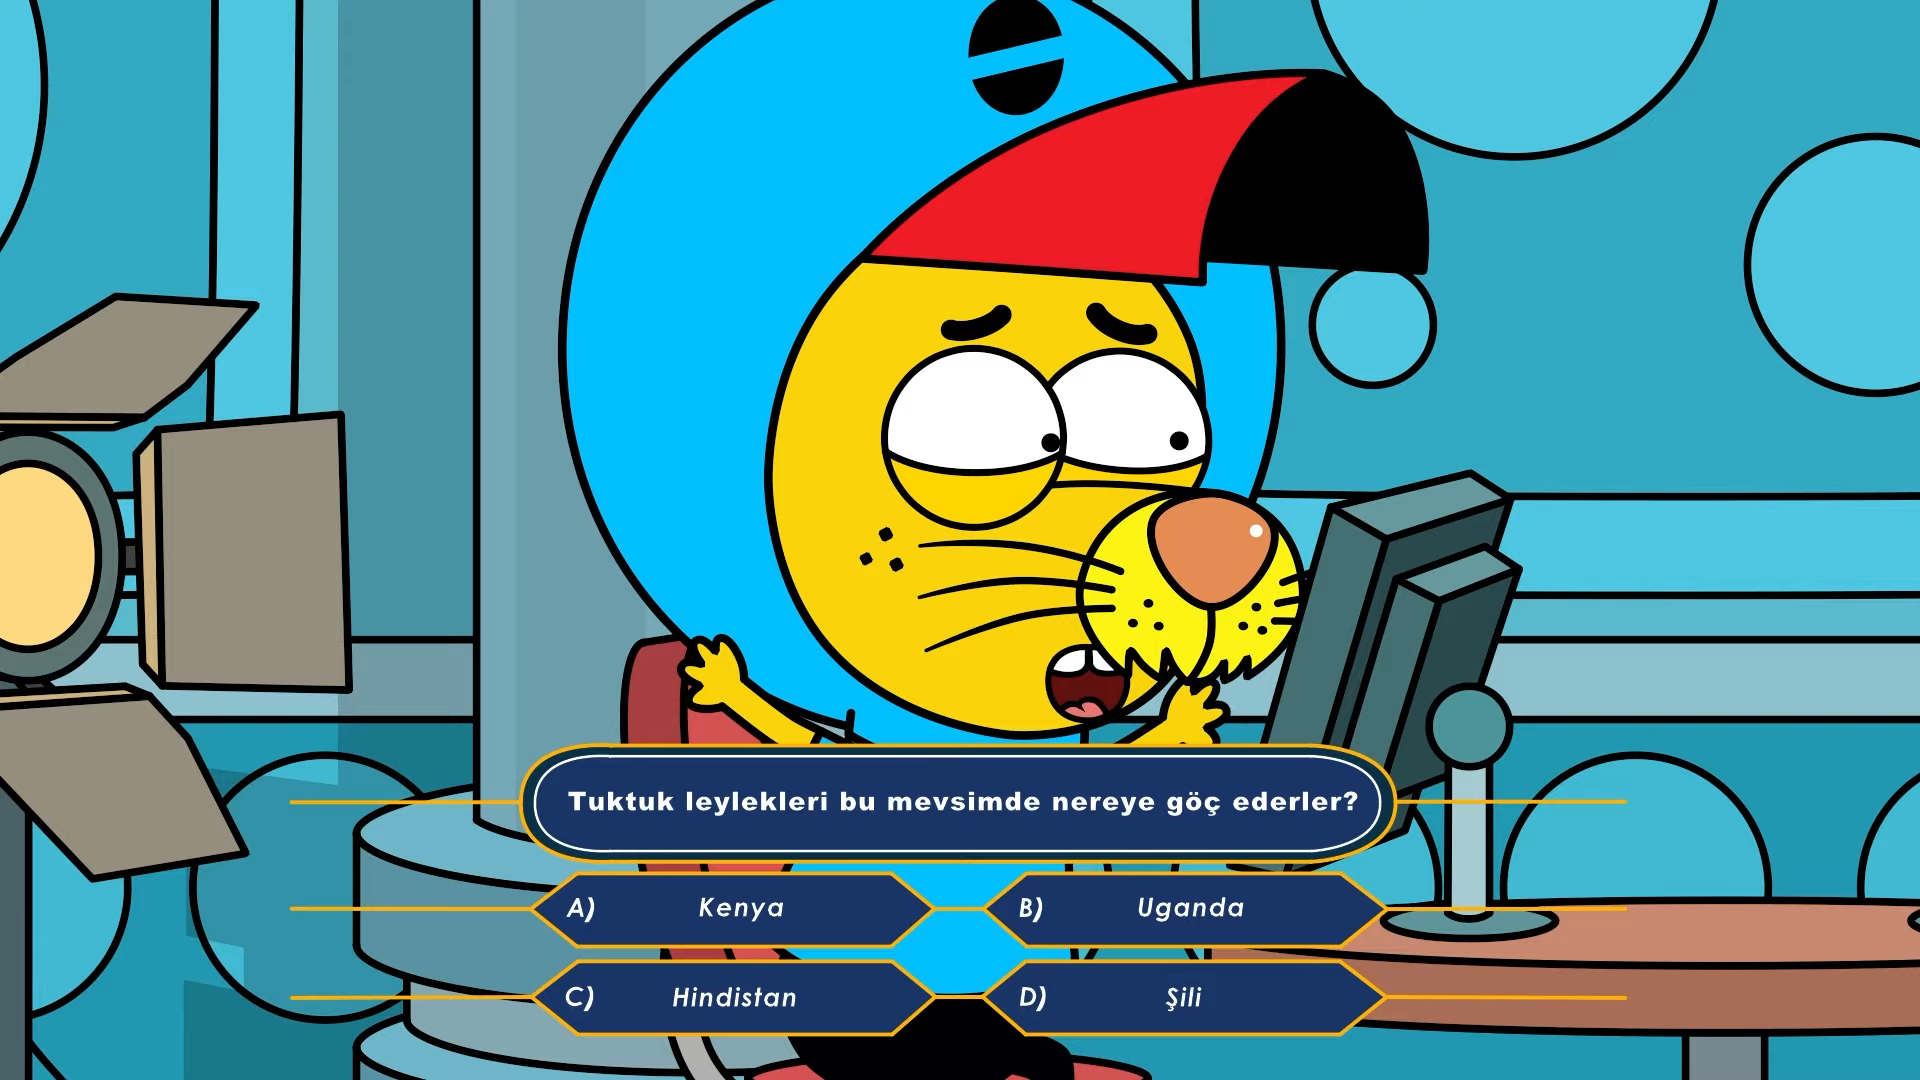 Tuktuk leylekleri bu mevsimde nereye göç ederler?
A) Kenya
B) Uganda
C) Hindistan
D) Şili